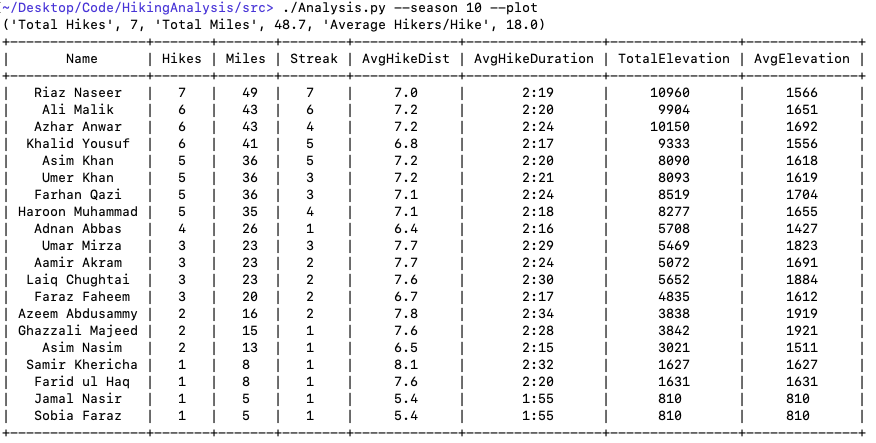 (~/Desktop/Code/HikingAnalysis/src> ./Analysis.py --season 10 --plot
('Total Hikes', 7, 'Total Miles', 48.7, 'Average Hikers/Hike', 18.0)
| Name | Hikes | Miles | Streak | AvgHikeDist | AvgHikeDuration | TotalElevation | AvgElevation |
| Riaz Naseer | 7 | 49 | 7 | 7.0 | 2:19 | 10960 | 1566 |
| Ali Malik | 6 | 43 | 6 | 7.2 | 2:20 | 9904 | 1651 |
| Azhar Anwar | 6 | 43 | 4 | 7.2 | 2:24 | 10150 | 1692 |
| Khalid Yousuf | 6 | 41 | 5 | 6.8 | 2:17 | 9333 | 1556 |
| Asim Khan | 5 | 36 | 5 | 7.2 | 2:20 | 8090 | 1618 |
| Umer Khan | 5 | 36 | 3 | 7.2 | 2:21 | 8093 | 1619 |
| Farhan Qazi | 5 | 36 | 3 | 7.1 | 2:24 | 8519 | 1704 |
| Haroon Muhammad | 5 | 35 | 4 | 7.1 | 2:18 | 8277 | 1655 |
| Adnan Abbas | 4 | 26 | 1 | 6.4 | 2:16 | 5708 | 1427 |
| Umar Mirza | 3 | 23 | 3 | 7.7 | 2:29 | 5469 | 1823 |
| Aamir Akram | 3 | 23 | 2 | 7.7 | 2:24 | 5072 | 1691 |
| Laiq Chughtai | 3 | 23 | 2 | 7.6 | 2:30 | 5652 | 1884 |
| Faraz Faheem | 3 | 20 | 2 | 6.7 | 2:17 | 4835 | 1612 |
| Azeem Abdusammy | 2 | 16 | 2 | 7.8 | 2:34 | 3838 | 1919 |
| Ghazzali Majeed | 2 | 15 | 1 | 7.6 | 2:28 | 3842 | 1921 |
| Asim Nasim | 2 | 13 | 1 | 6.5 | 2:15 | 3021 | 1511 |
| Samir Khericha | 1 | 8 | 1 | 8.1 | 2:32 | 1627 | 1627 |
| Farid ul Haq | 1 | 8 | 1 | 7.6 | 2:20 | 1631 | 1631 |
| Jamal Nasir | 1 | 5 | 1 | 5.4 | 1:55 | 810 | 810 |
| Sobia Faraz | 1 | 5 | 1 | 5.4 | 1:55 | 810 | 810 |